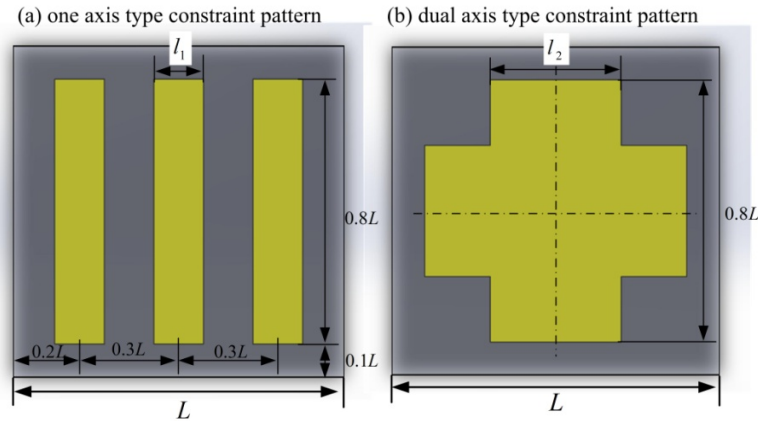 (a) one axis type constraint pattern
(b) dual axis type constraint pattern
l₁
l₂
0.8L
0.8L
0.2L
0.3L
0.3L
0.1L
L
L